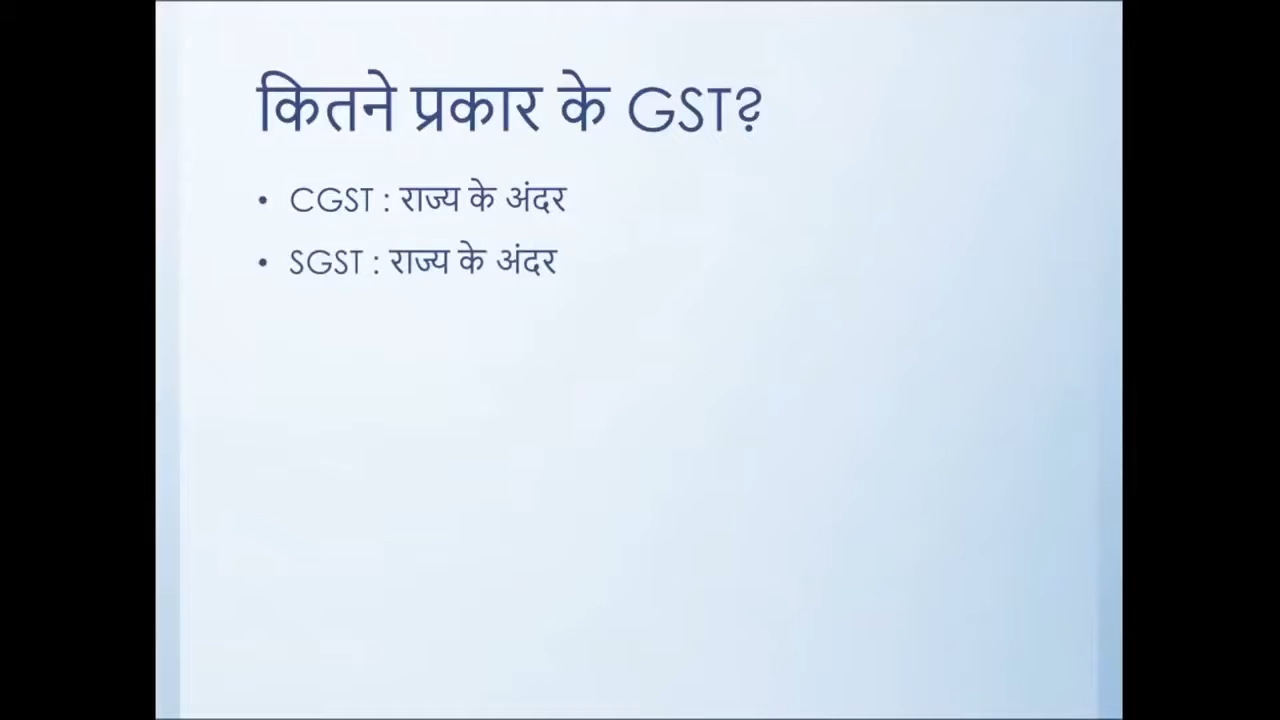 कितने प्रकार के GST?
• CGST : राज्य के अंदर
• SGST : राज्य के अंदर